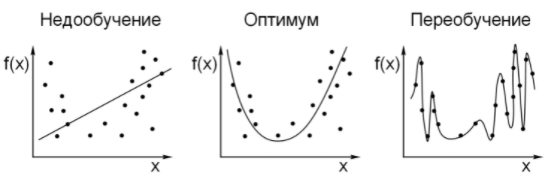 Недообучение
Оптимум
Переобучение
f(x)
f(x)
f(x)
x
x
x